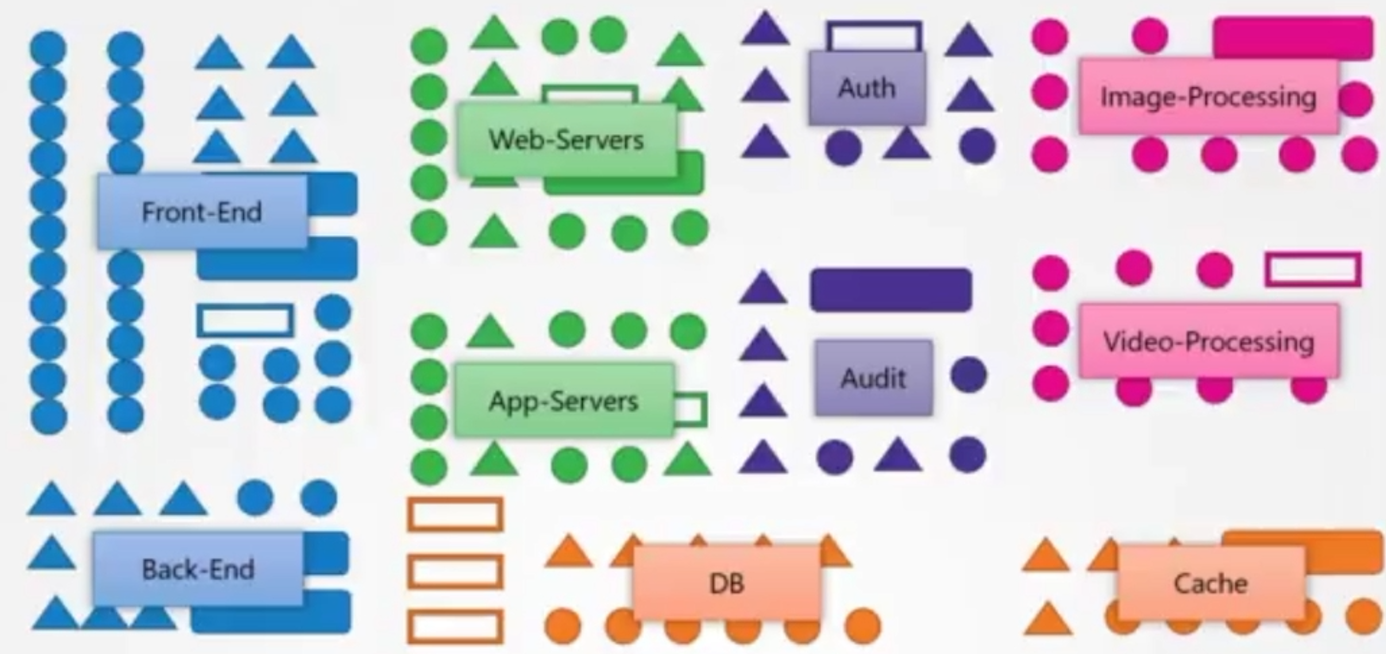 Front-End
Back-End
Web-Servers
App-Servers
Auth
Audit
Image-Processing
Video-Processing
DB
Cache